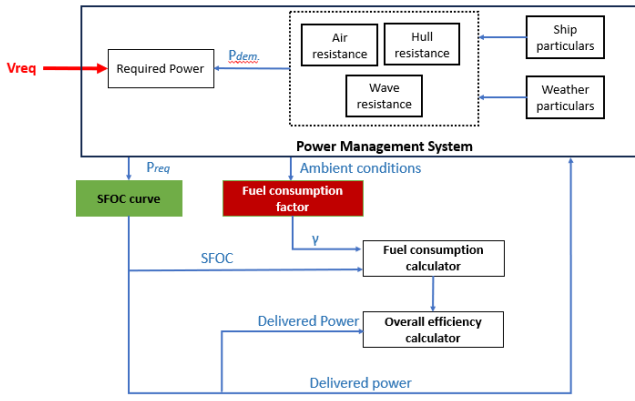 Air
resistance
Hull
resistance
Ship
particulars
Pdem.
Vreq
Required Power
Wave
resistance
Weather
particulars
Power Management System
Preq
Ambient conditions
SFOC curve
Fuel consumption
factor
γ
SFOC
Fuel consumption
calculator
Delivered Power
Overall efficiency
calculator
Delivered power